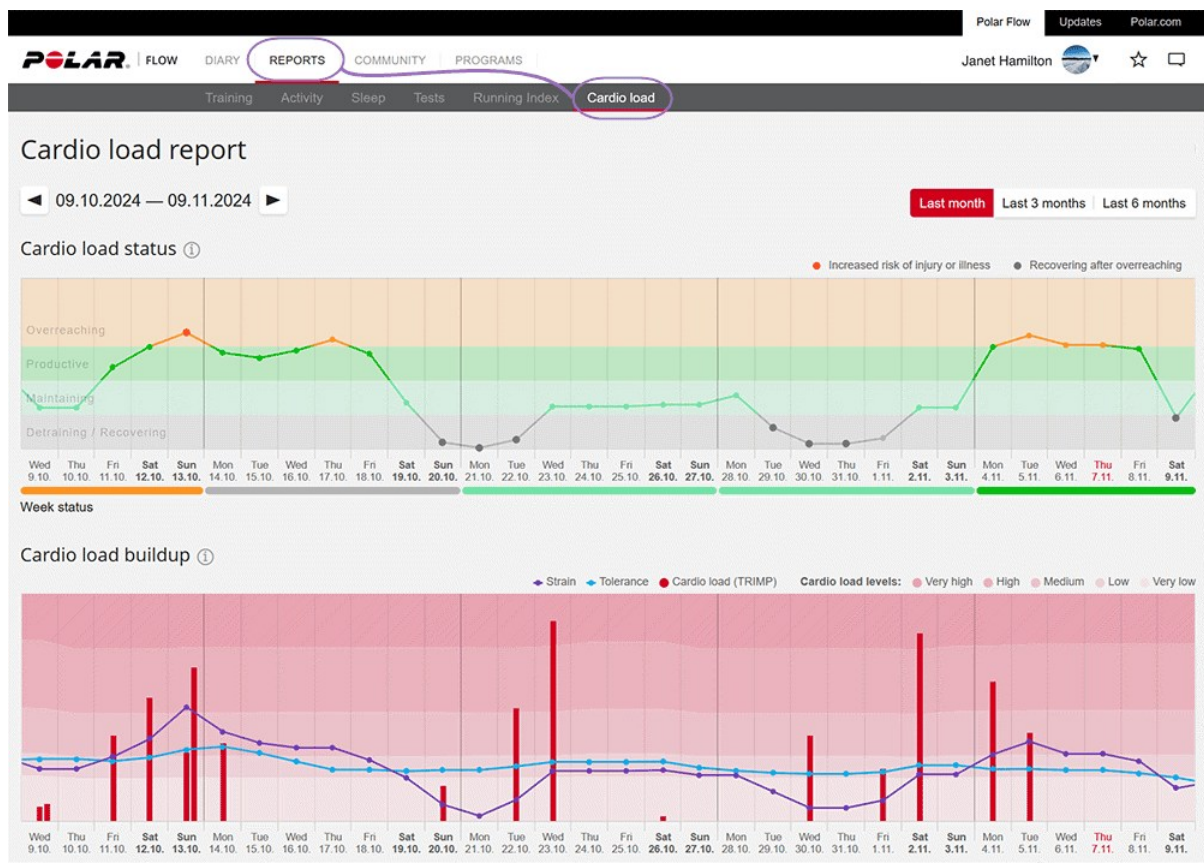 Polar Flow Updates Polar.com
POLAR. FLOW DIARY REPORTS COMMUNITY PROGRAMS Janet Hamilton
Training Activity Sleep Tests Running Index Cardio load
Cardio load report
09.10.2024 — 09.11.2024 Last month Last 3 months Last 6 months
Cardio load status
Increased risk of injury or illness Recovering after overreaching
Overreaching
Productive
Maintaining
Detraining / Recovering
Wed Thu Fri Sat Sun Mon Tue Wed Thu Fri Sat Sun Mon Tue Wed Thu Fri Sat Sun Mon Tue Wed Thu Fri Sat Sun Mon Tue Wed Thu Fri Sat
9.10. 10.10. 11.10. 12.10. 13.10. 14.10. 15.10. 16.10. 17.10. 18.10. 19.10. 20.10. 21.10. 22.10. 23.10. 24.10. 25.10. 26.10. 27.10. 28.10. 29.10. 30.10. 31.10. 1.11. 2.11. 3.11. 4.11. 5.11. 6.11. 7.11. 8.11. 9.11.
Week status
Cardio load buildup
Strain Tolerance Cardio load (TRIMP) Cardio load levels: Very high High Medium Low Very low
Wed Thu Fri Sat Sun Mon Tue Wed Thu Fri Sat Sun Mon Tue Wed Thu Fri Sat Sun Mon Tue Wed Thu Fri Sat Sun Mon Tue Wed Thu Fri Sat
9.10. 10.10. 11.10. 12.10. 13.10. 14.10. 15.10. 16.10. 17.10. 18.10. 19.10. 20.10. 21.10. 22.10. 23.10. 24.10. 25.10. 26.10. 27.10. 28.10. 29.10. 30.10. 31.10. 1.11. 2.11. 3.11. 4.11. 5.11. 6.11. 7.11. 8.11. 9.11.